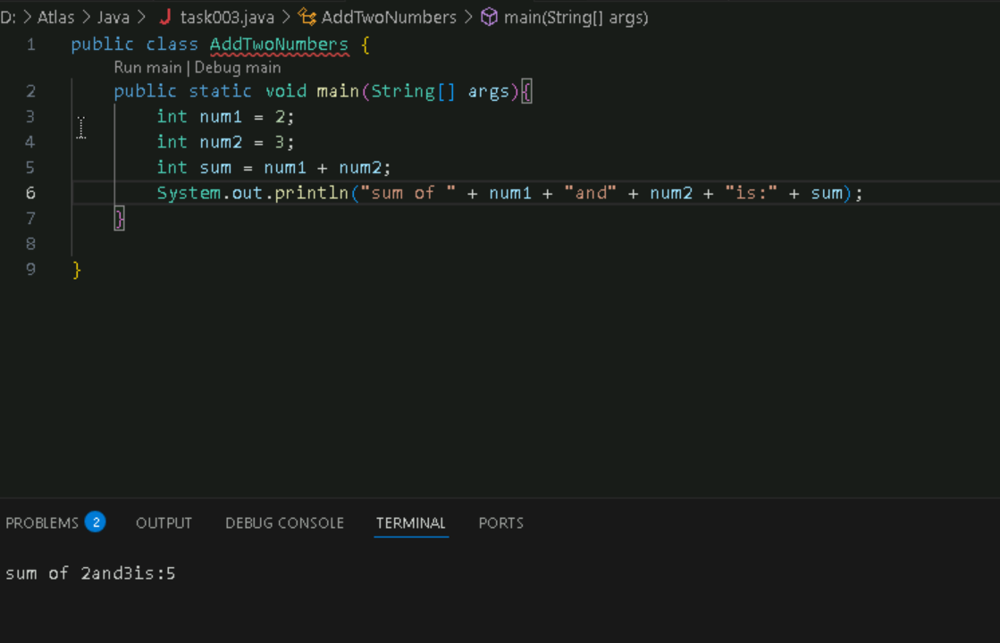 D: > Atlas > Java > J task003.java > AddTwoNumbers > main(String[] args)
1 public class AddTwoNumbers {
Run main | Debug main
2 public static void main(String[] args){
3 int num1 = 2;
4 int num2 = 3;
5 int sum = num1 + num2;
6 System.out.println("sum of " + num1 + "and" + num2 + "is:" + sum);
7 }
8
9 }
PROBLEMS 2 OUTPUT DEBUG CONSOLE TERMINAL PORTS
sum of 2and3is:5